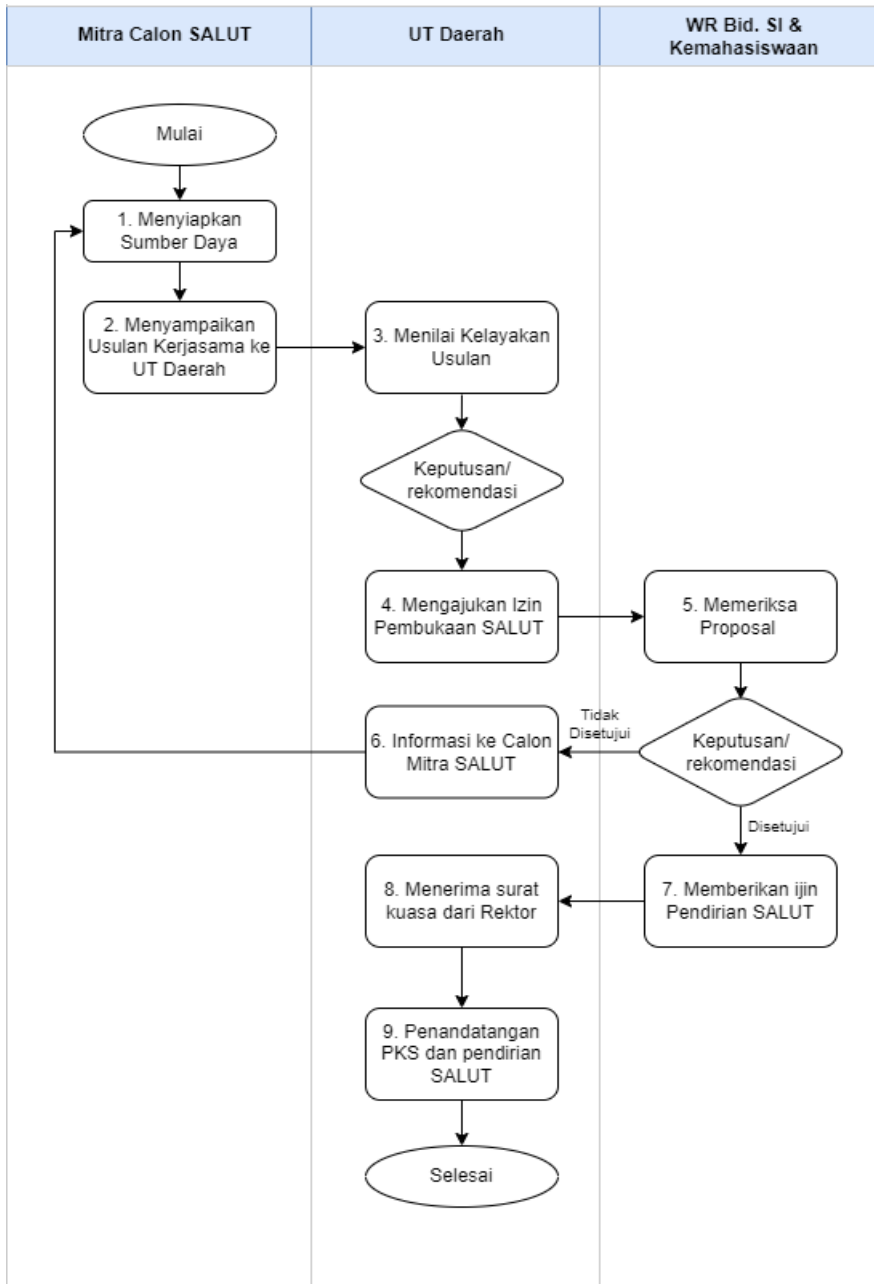 Mitra Calon SALUT
UT Daerah
WR Bid. SI &
Kemahasiswaan
Mulai
1. Menyiapkan
Sumber Daya
2. Menyampaikan
Usulan Kerjasama ke
UT Daerah
3. Menilai Kelayakan
Usulan
Keputusan/
rekomendasi
4. Mengajukan Izin
Pembukaan SALUT
5. Memeriksa
Proposal
Keputusan/
rekomendasi
Tidak
Disetujui
6. Informasi ke Calon
Mitra SALUT
Disetujui
7. Memberikan ijin
Pendirian SALUT
8. Menerima surat
kuasa dari Rektor
9. Penandatangan
PKS dan pendirian
SALUT
Selesai